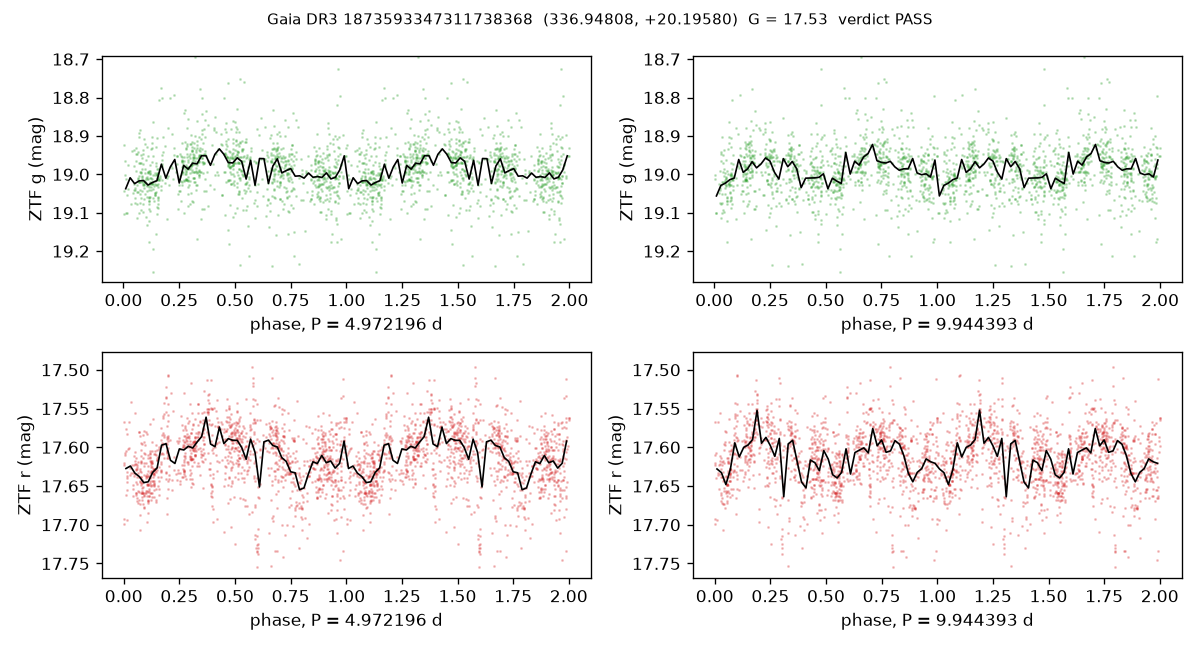 Gaia DR3 1873593347311738368  (336.94808, +20.19580)  G = 17.53  verdict PASS
18.7
18.8
18.9
19.0
19.1
19.2
ZTF g (mag)
0.00 0.25 0.50 0.75 1.00 1.25 1.50 1.75 2.00
phase, P = 4.972196 d
18.7
18.8
18.9
19.0
19.1
19.2
ZTF g (mag)
0.00 0.25 0.50 0.75 1.00 1.25 1.50 1.75 2.00
phase, P = 9.944393 d
17.50
17.55
17.60
17.65
17.70
17.75
ZTF r (mag)
0.00 0.25 0.50 0.75 1.00 1.25 1.50 1.75 2.00
phase, P = 4.972196 d
17.50
17.55
17.60
17.65
17.70
17.75
ZTF r (mag)
0.00 0.25 0.50 0.75 1.00 1.25 1.50 1.75 2.00
phase, P = 9.944393 d